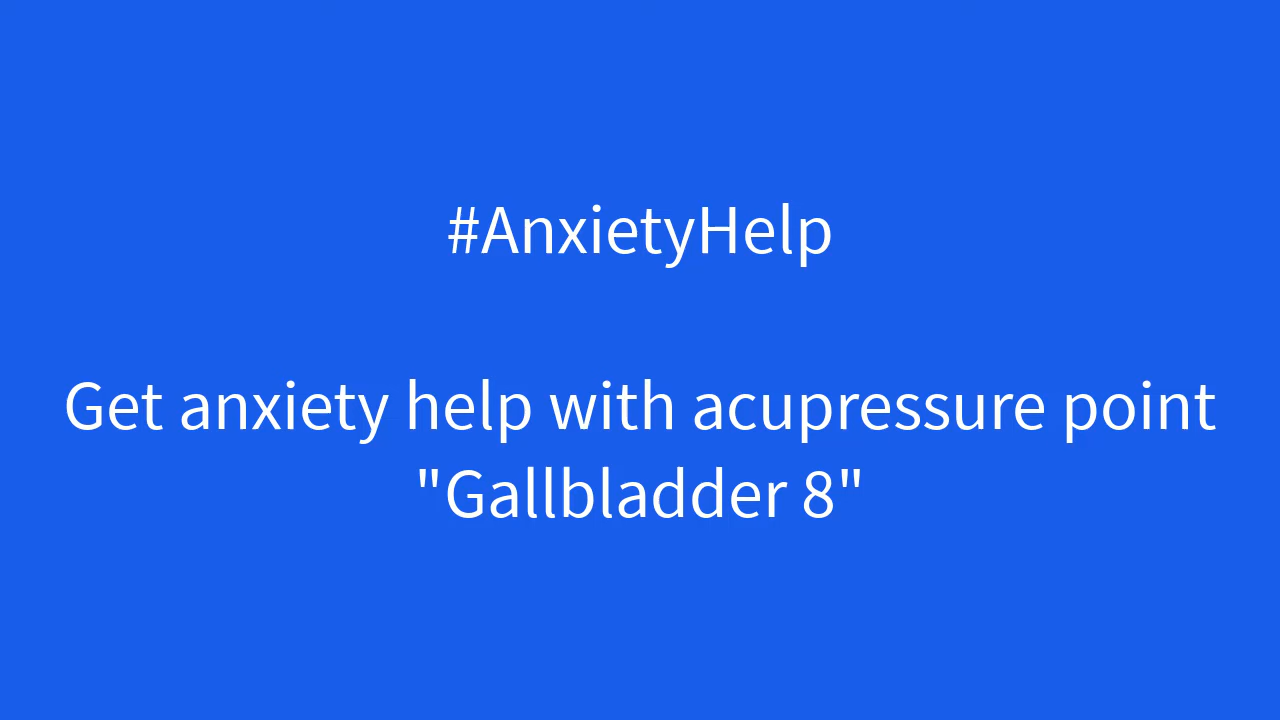 #AnxietyHelp
Get anxiety help with acupressure point
"Gallbladder 8"